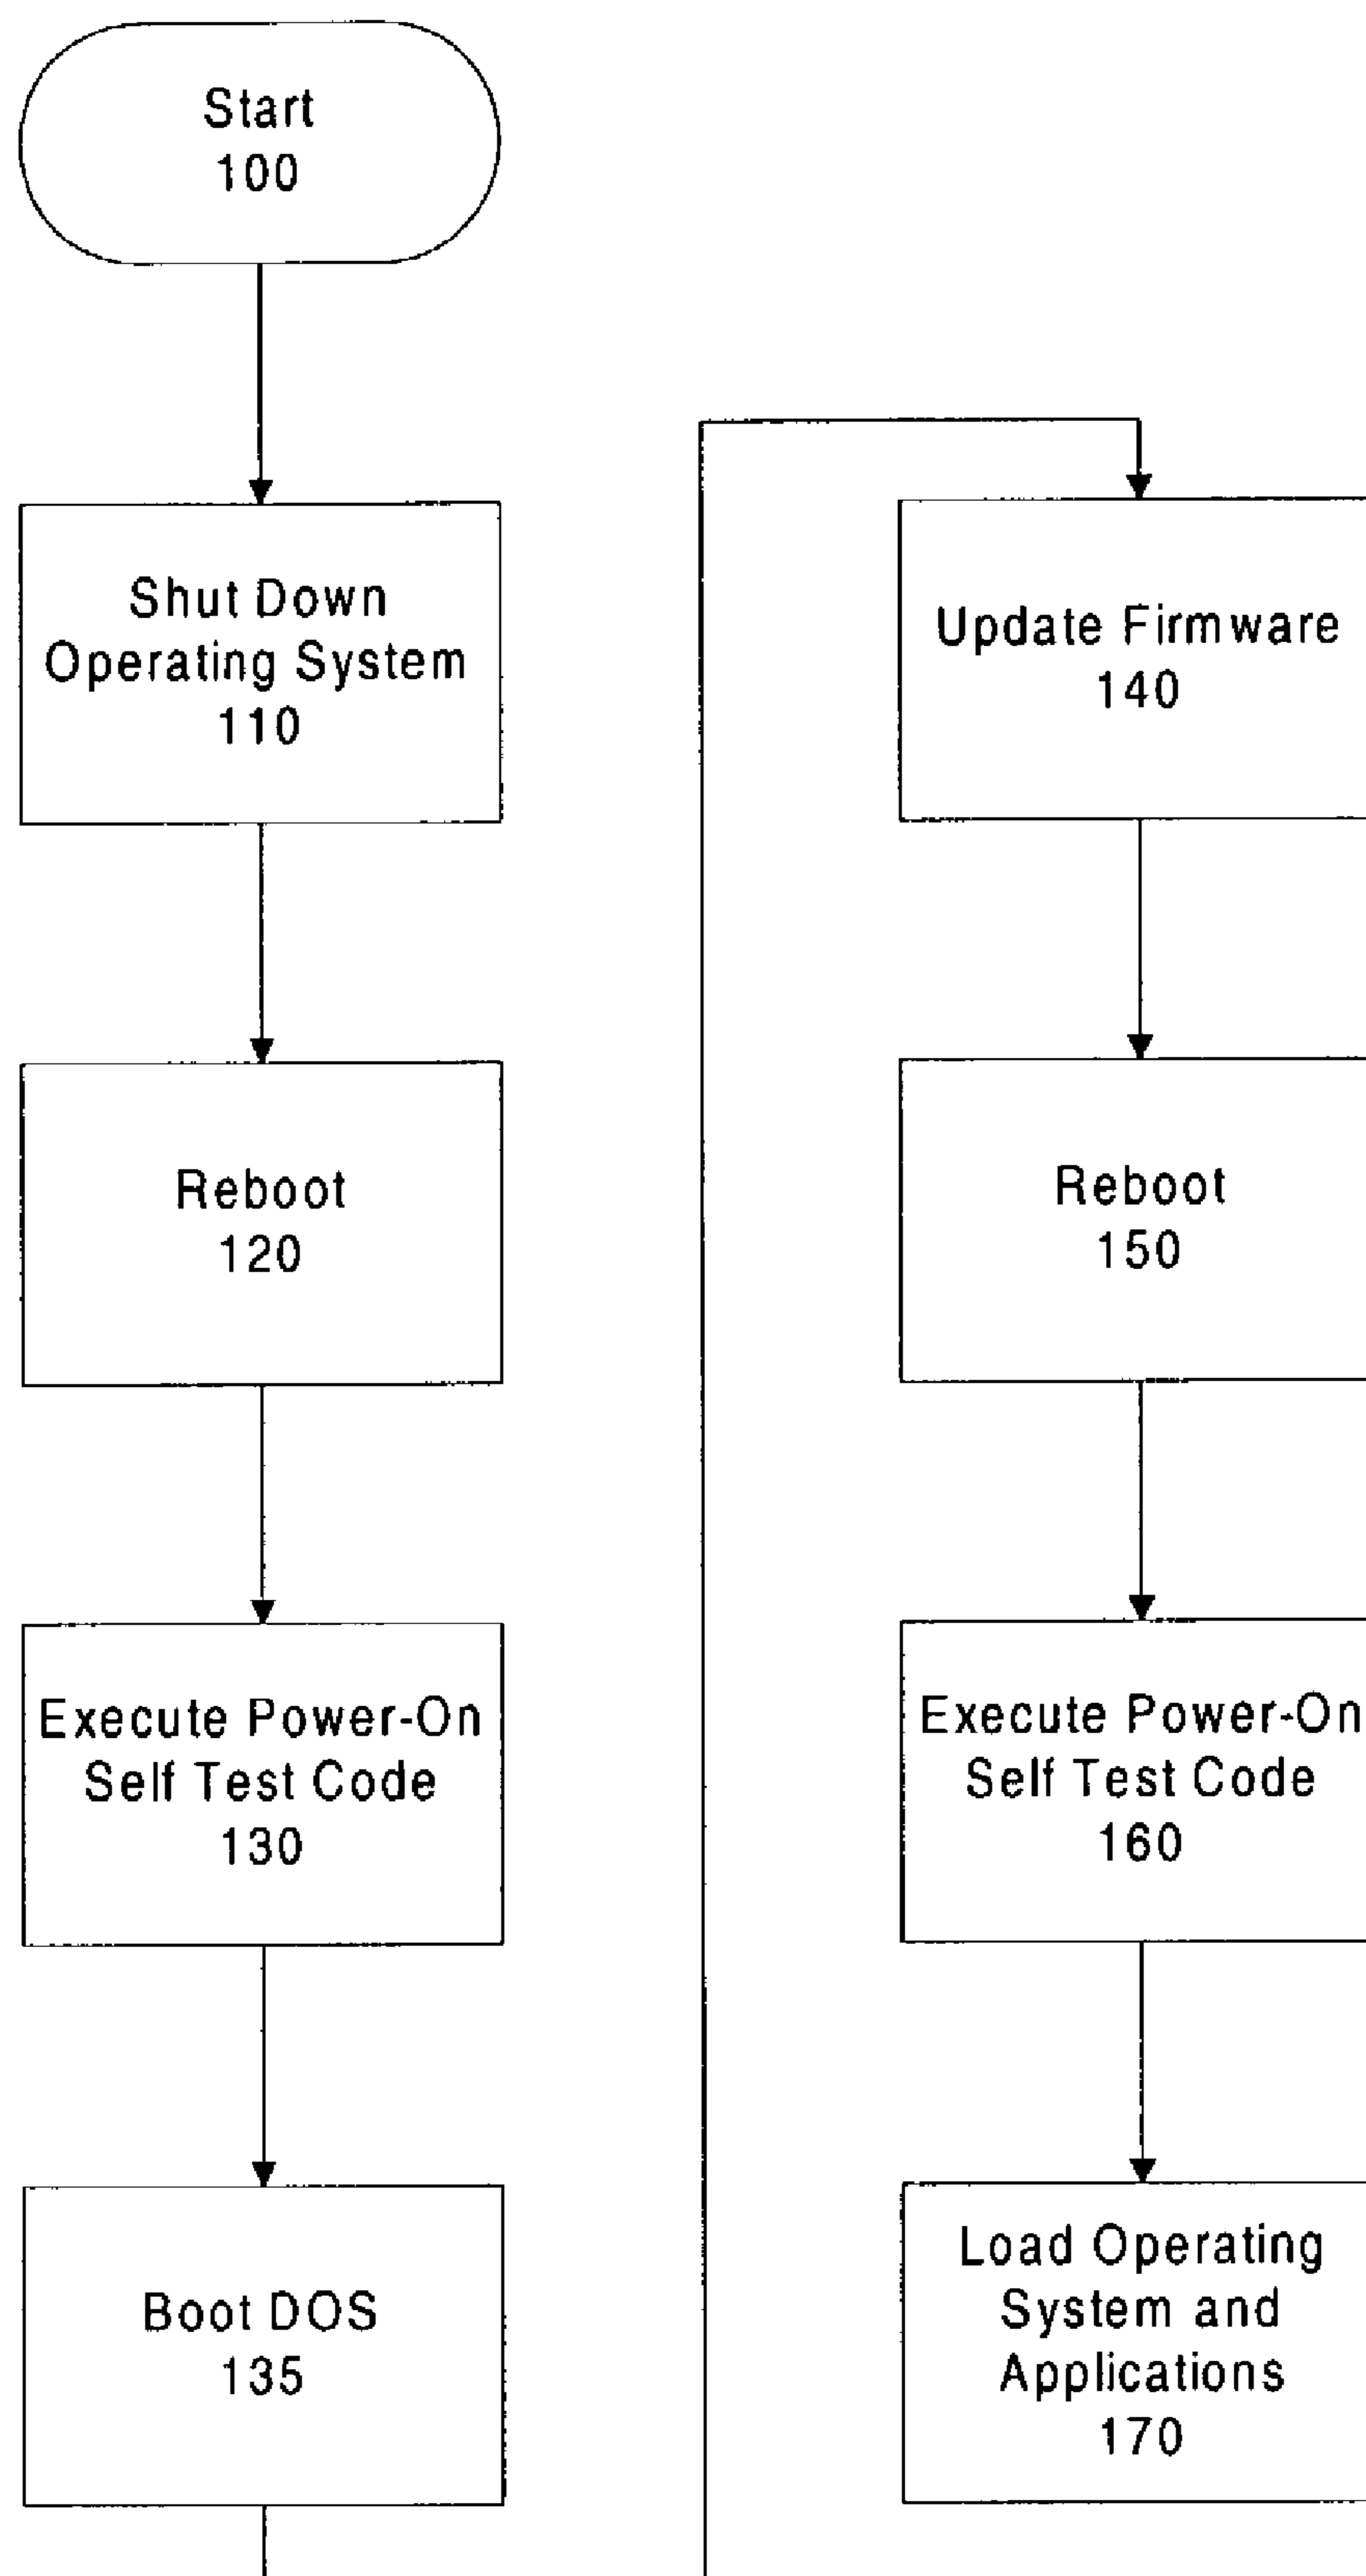 Start
100
Shut Down
Operating System
110
Reboot
120
Execute Power-On
Self Test Code
130
Boot DOS
135
Update Firmware
140
Reboot
150
Execute Power-On
Self Test Code
160
Load Operating
System and
Applications
170